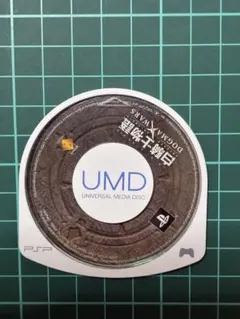 白騎士物語
DOGMA WARS
UMD
UNIVERSAL MEDIA DISC
PSP